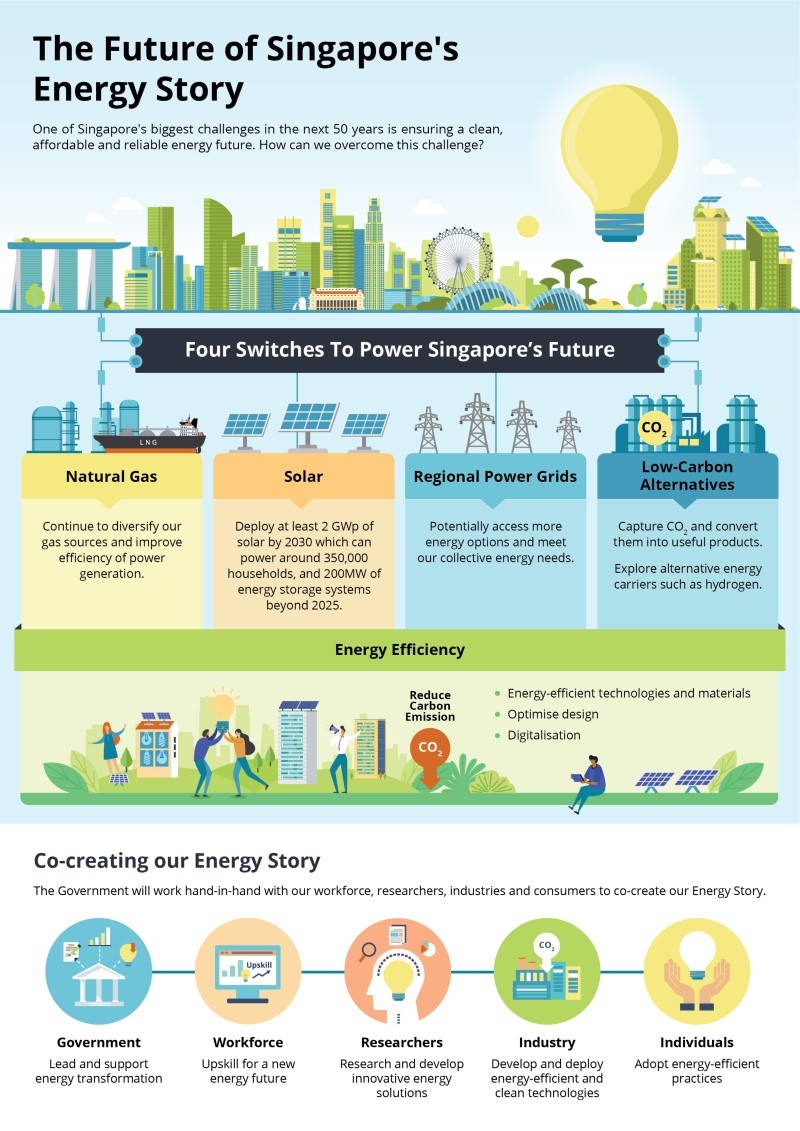 The Future of Singapore's
Energy Story
One of Singapore's biggest challenges in the next 50 years is ensuring a clean,
affordable and reliable energy future. How can we overcome this challenge?
Four Switches To Power Singapore’s Future
LNG
CO2
Natural Gas
Continue to diversify our
gas sources and improve
efficiency of power
generation.
Solar
Deploy at least 2 GWp of
solar by 2030 which can
power around 350,000
households, and 200MW of
energy storage systems
beyond 2025.
Regional Power Grids
Potentially access more
energy options and meet
our collective energy needs.
Low-Carbon
Alternatives
Capture CO2 and convert
them into useful products.
Explore alternative energy
carriers such as hydrogen.
Energy Efficiency
Reduce
Carbon
Emission
CO2
Energy-efficient technologies and materials
Optimise design
Digitalisation
Co-creating our Energy Story
The Government will work hand-in-hand with our workforce, researchers, industries and consumers to co-create our Energy Story.
Upskill
CO2
Government
Lead and support
energy transformation
Workforce
Upskill for a new
energy future
Researchers
Research and develop
innovative energy
solutions
Industry
Develop and deploy
energy-efficient and
clean technologies
Individuals
Adopt energy-efficient
practices